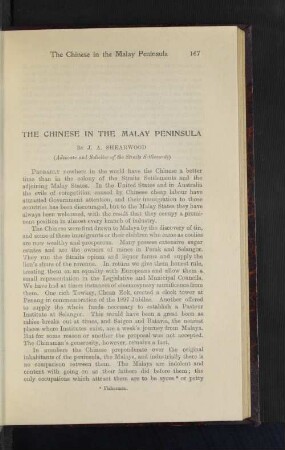 The Chinese in the Malay Peninsula 167
THE CHINESE IN THE MALAY PENINSULA
By J. A. SHEARWOOD
(Advocate and Solicitor of the Straits Settlements)
PROBABLY nowhere in the world have the Chinese a better
time than in the colony of the Straits Settlements and the
adjoining Malay States. In the United States and in Australia
the evils of competition caused by Chinese cheap labour have
attracted Government attention, and their immigration to those
countries has been discouraged, but in the Malay States they have
always been welcomed, with the result that they occupy a prominent
position in almost every branch of industry.
The Chinese were first drawn to Malaya by the discovery of tin,
and some of these immigrants or their children who came as coolies
are now wealthy and prosperous. Many possess extensive sugar
estates and are the owners of mines in Perak and Selangor.
They run the Straits opium and liquor farms and supply the
lion's share of the revenue. In return we give them honest rule,
treating them on an equality with Europeans and allow them a
small representation in the Legislative and Municipal Councils.
We have had at times instances of extraordinary munificence from
them. One rich Towkay, Cheah Eok, erected a clock tower at
Penang in commemoration of the 1897 Jubilee. Another offered
to supply the whole funds necessary to establish a Pasteur
Institute at Selangor. This would have been a great boon as
rabies breaks out at times, and Saigon and Batavia, the nearest
places where Institutes exist, are a week's journey from Malaya.
But for some reason or another the proposal was not accepted.
The Chinaman's generosity, however, remains a fact.
In numbers the Chinese preponderate over the original
inhabitants of the peninsula, the Malays, and industrially there is
no comparison between them. The Malays are indolent and
content with going on as their fathers did before them; the
only occupations which attract them are to be syces * or petty